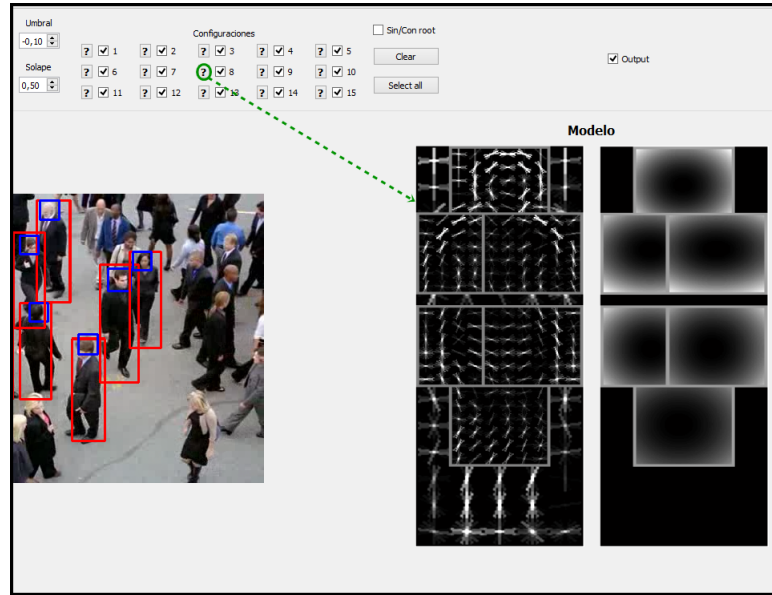 Umbral
-0,10
Configuraciones
Sin/Con root
? 1 ? 2 ? 3 ? 4 ? 5
Clear
Output
Solape
? 6 ? 7 ? 8 ? 9 ? 10
0,50
Select all
? 11 ? 12 ? 13 ? 14 ? 15
Modelo